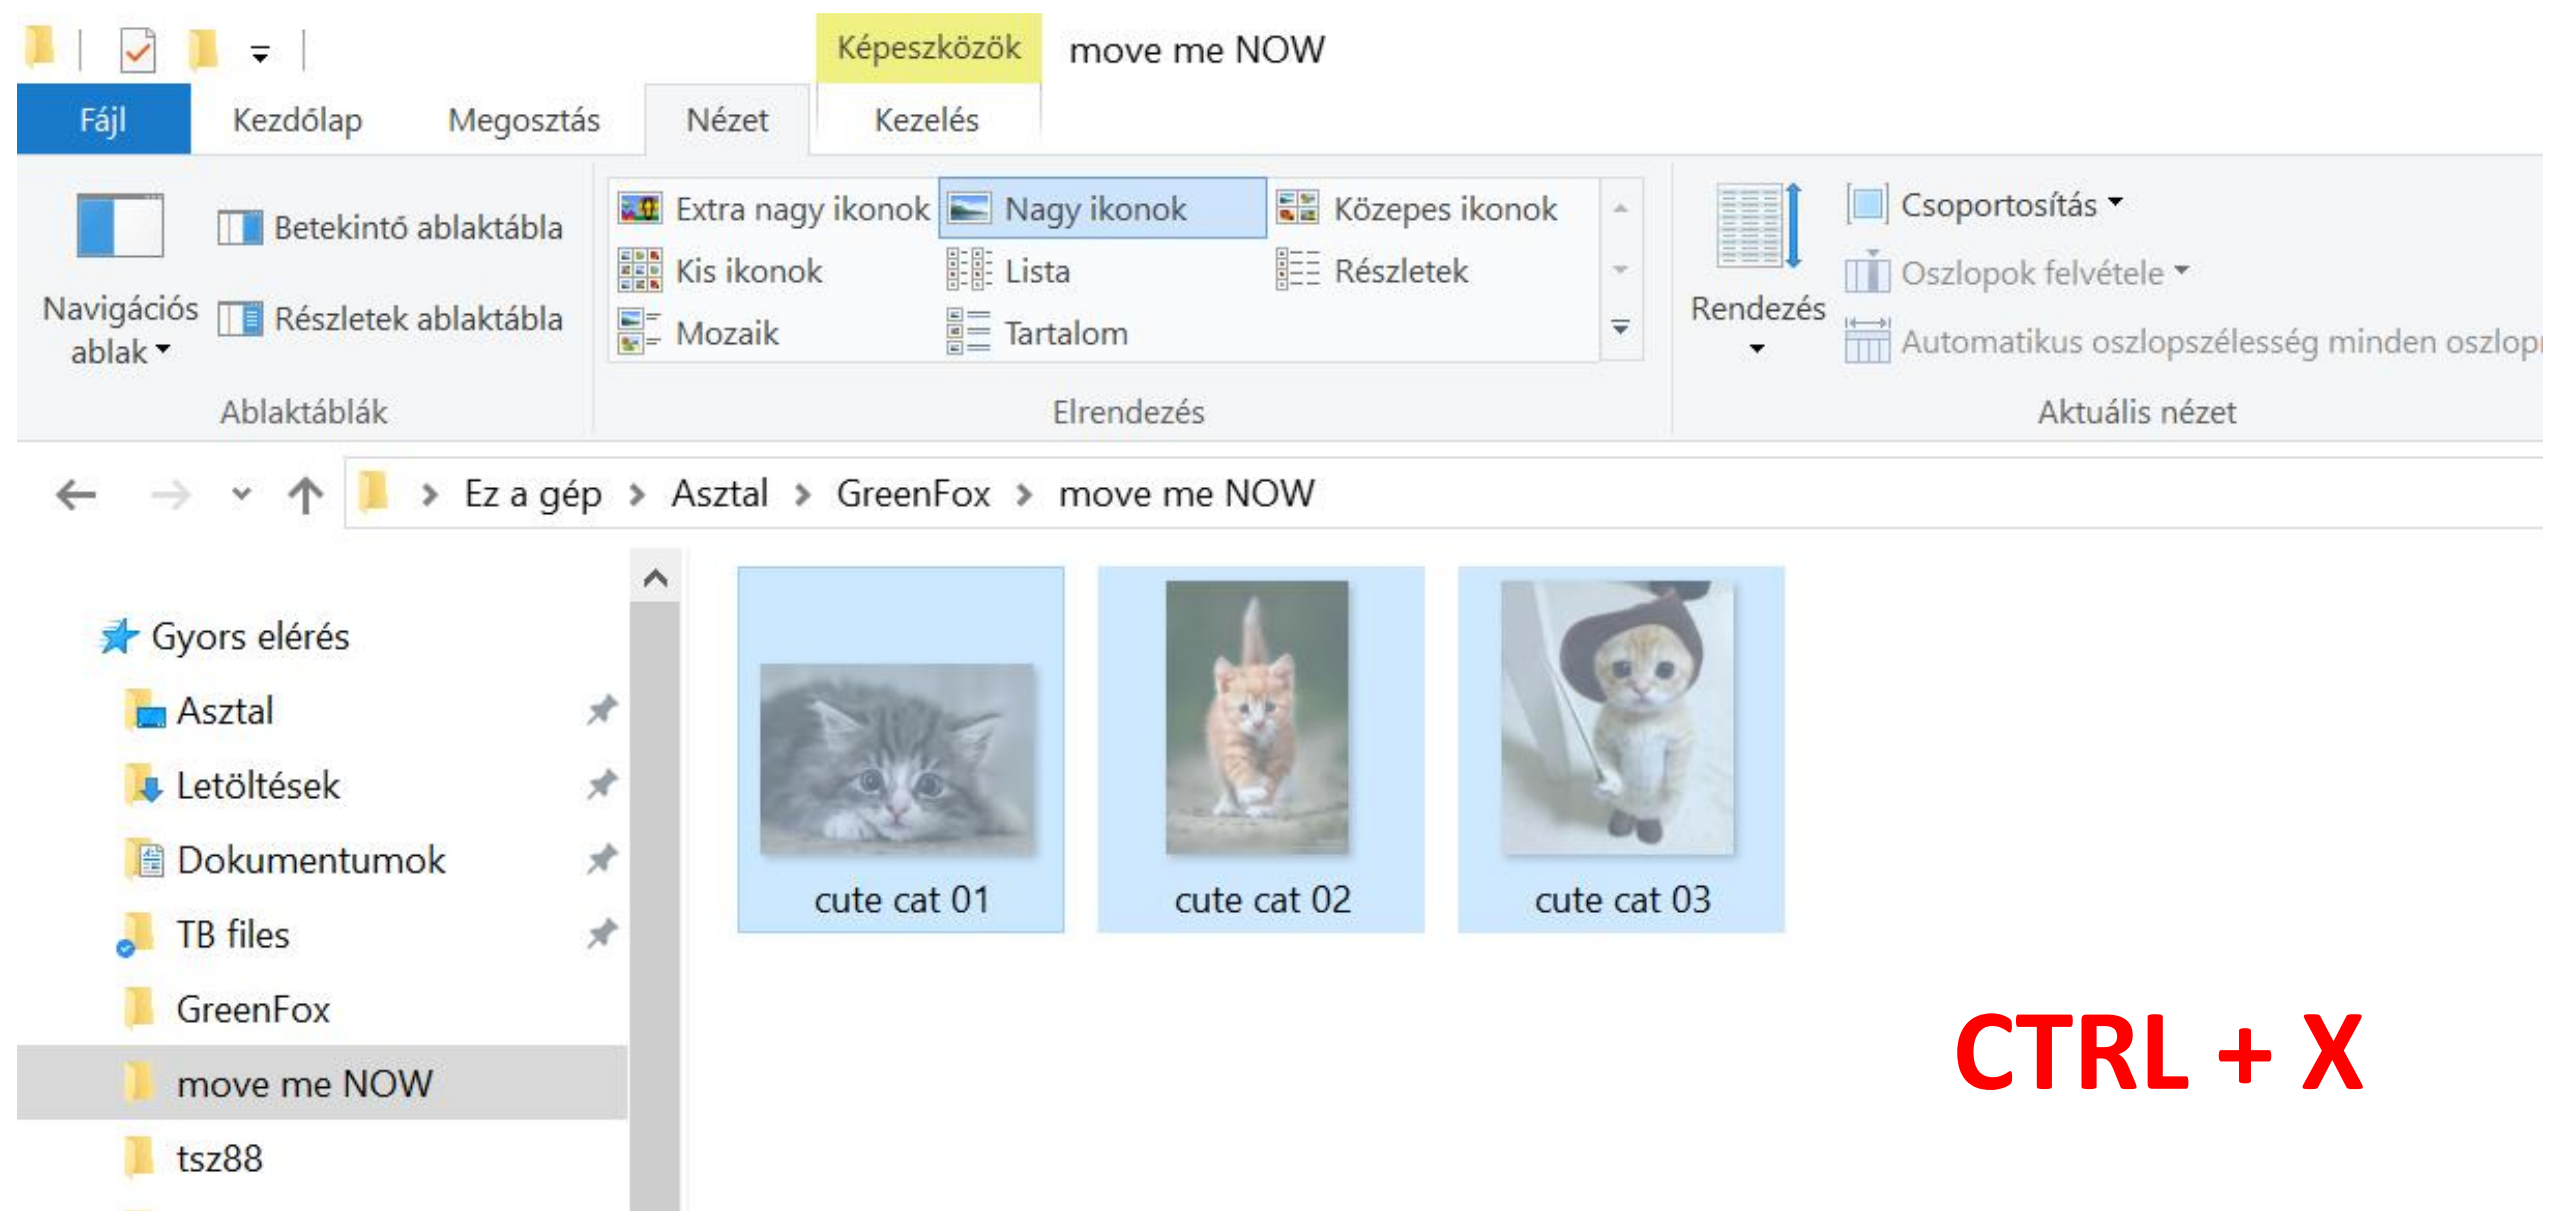 Képeszközök
move me NOW
Fájl
Kezdőlap
Megosztás
Nézet
Kezelés
Navigációs
ablak
Betekintő ablaktábla
Részletek ablaktábla
Ablaktáblák
Extra nagy ikonok
Nagy ikonok
Közepes ikonok
Kis ikonok
Lista
Részletek
Mozaik
Tartalom
Elrendezés
Rendezés
Csoportosítás
Oszlopok felvétele
Automatikus oszlopszélesség minden
Aktuális nézet
Ez a gép > Asztal > GreenFox > move me NOW
Gyors elérés
Asztal
Letöltések
Dokumentumok
TB files
GreenFox
move me NOW
tsz88
cute cat 01
cute cat 02
cute cat 03
CTRL + X